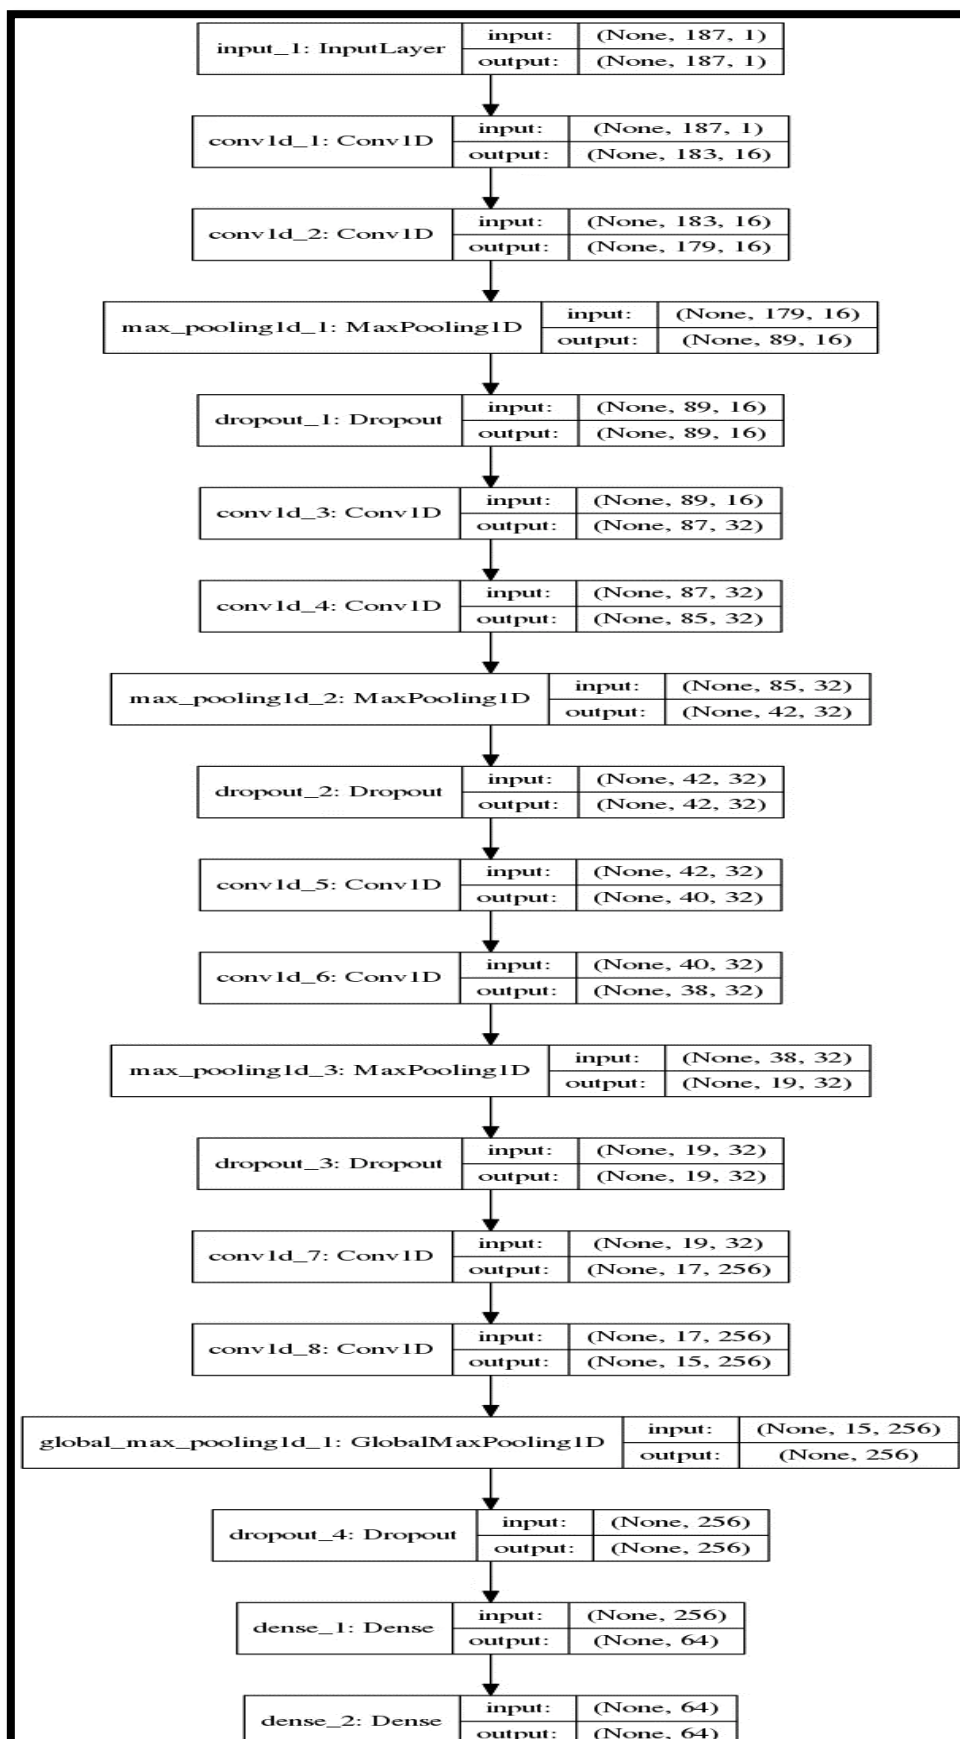 input_1: InputLayer
input: (None, 187, 1)
output: (None, 187, 1)
conv1d_1: Conv1D
input: (None, 187, 1)
output: (None, 183, 16)
conv1d_2: Conv1D
input: (None, 183, 16)
output: (None, 179, 16)
max_pooling1d_1: MaxPooling1D
input: (None, 179, 16)
output: (None, 89, 16)
dropout_1: Dropout
input: (None, 89, 16)
output: (None, 89, 16)
conv1d_3: Conv1D
input: (None, 89, 16)
output: (None, 87, 32)
conv1d_4: Conv1D
input: (None, 87, 32)
output: (None, 85, 32)
max_pooling1d_2: MaxPooling1D
input: (None, 85, 32)
output: (None, 42, 32)
dropout_2: Dropout
input: (None, 42, 32)
output: (None, 42, 32)
conv1d_5: Conv1D
input: (None, 42, 32)
output: (None, 40, 32)
conv1d_6: Conv1D
input: (None, 40, 32)
output: (None, 38, 32)
max_pooling1d_3: MaxPooling1D
input: (None, 38, 32)
output: (None, 19, 32)
dropout_3: Dropout
input: (None, 19, 32)
output: (None, 19, 32)
conv1d_7: Conv1D
input: (None, 19, 32)
output: (None, 17, 256)
conv1d_8: Conv1D
input: (None, 17, 256)
output: (None, 15, 256)
global_max_pooling1d_1: GlobalMaxPooling1D
input: (None, 15, 256)
output: (None, 256)
dropout_4: Dropout
input: (None, 256)
output: (None, 256)
dense_1: Dense
input: (None, 256)
output: (None, 64)
dense_2: Dense
input: (None, 64)
output: (None, 64)